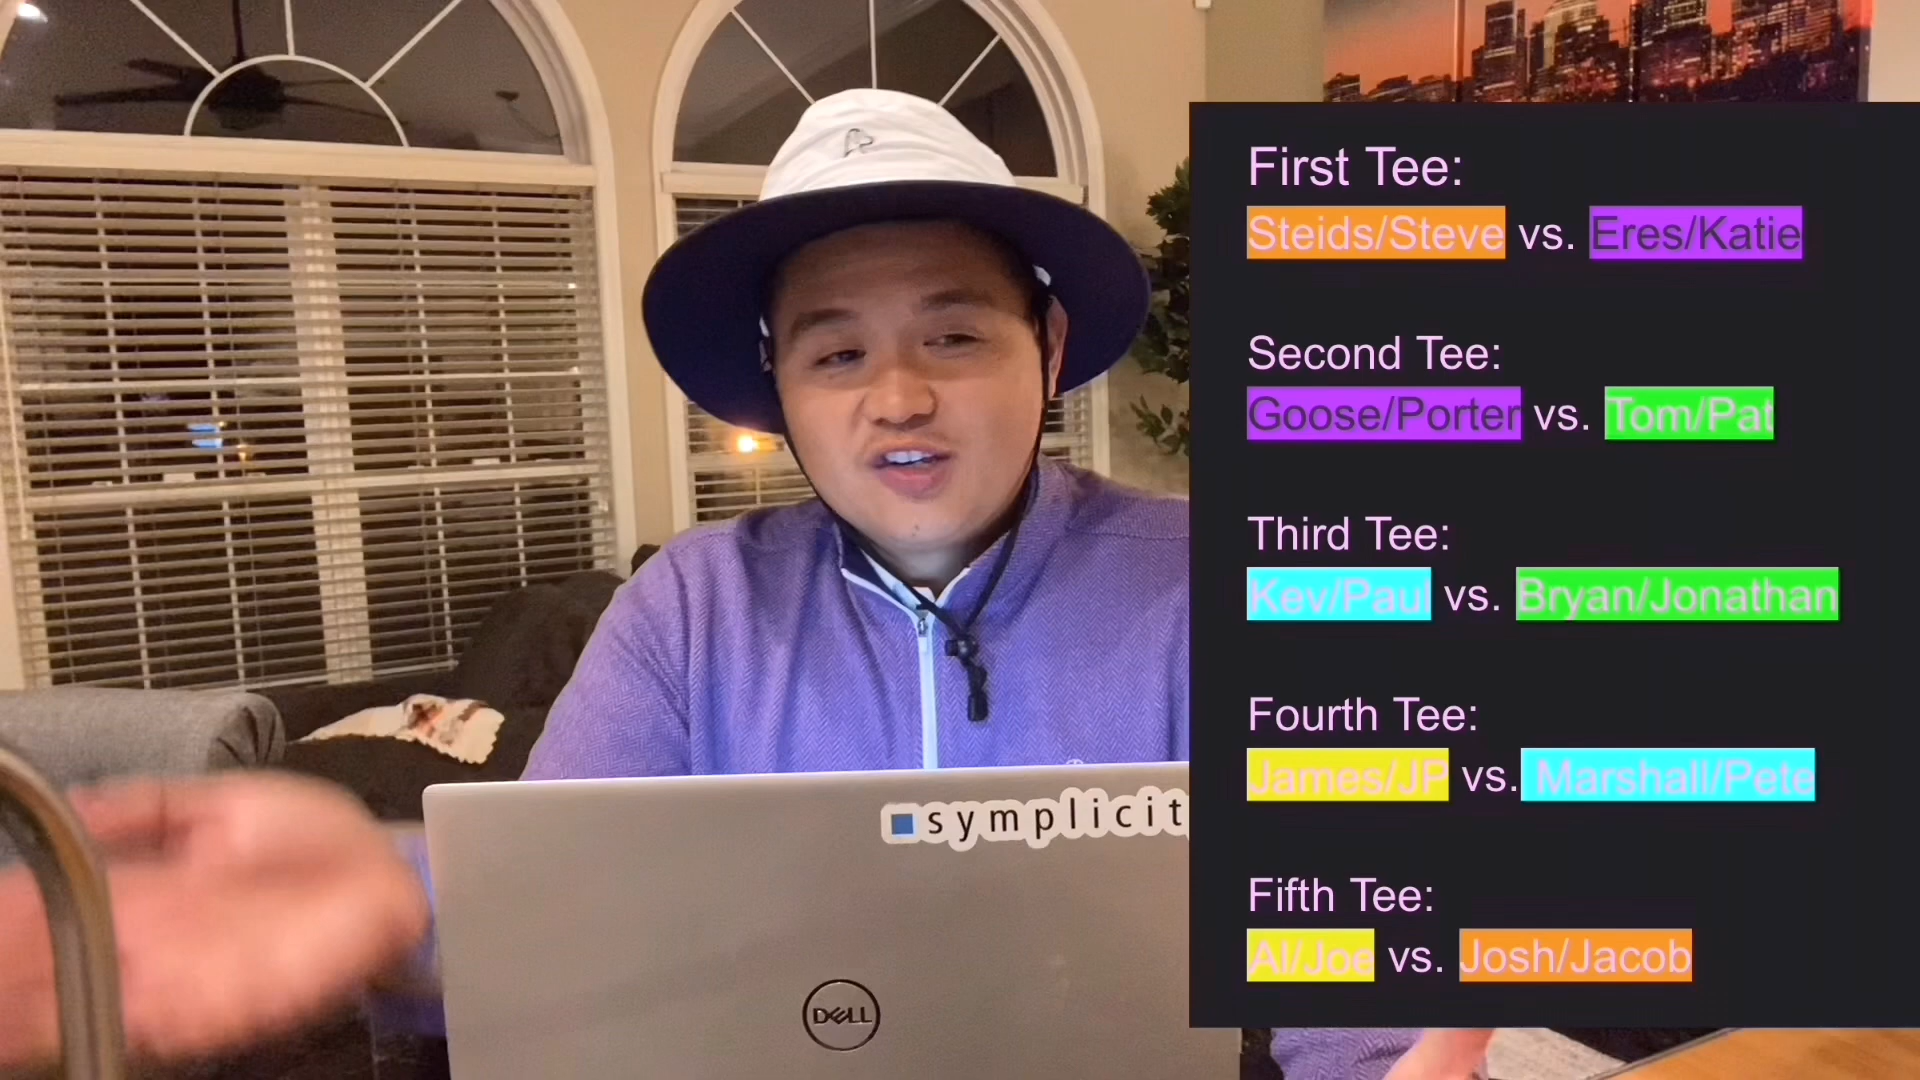 First Tee:
Steids/Steve vs. Eres/Katie
Second Tee:
Goose/Porter vs. Tom/Pat
Third Tee:
Kev/Paul vs. Bryan/Jonathan
Fourth Tee:
James/JP vs. Marshall/Pete
Fifth Tee:
Al/Joe vs. Josh/Jacob
symplicit
DELL